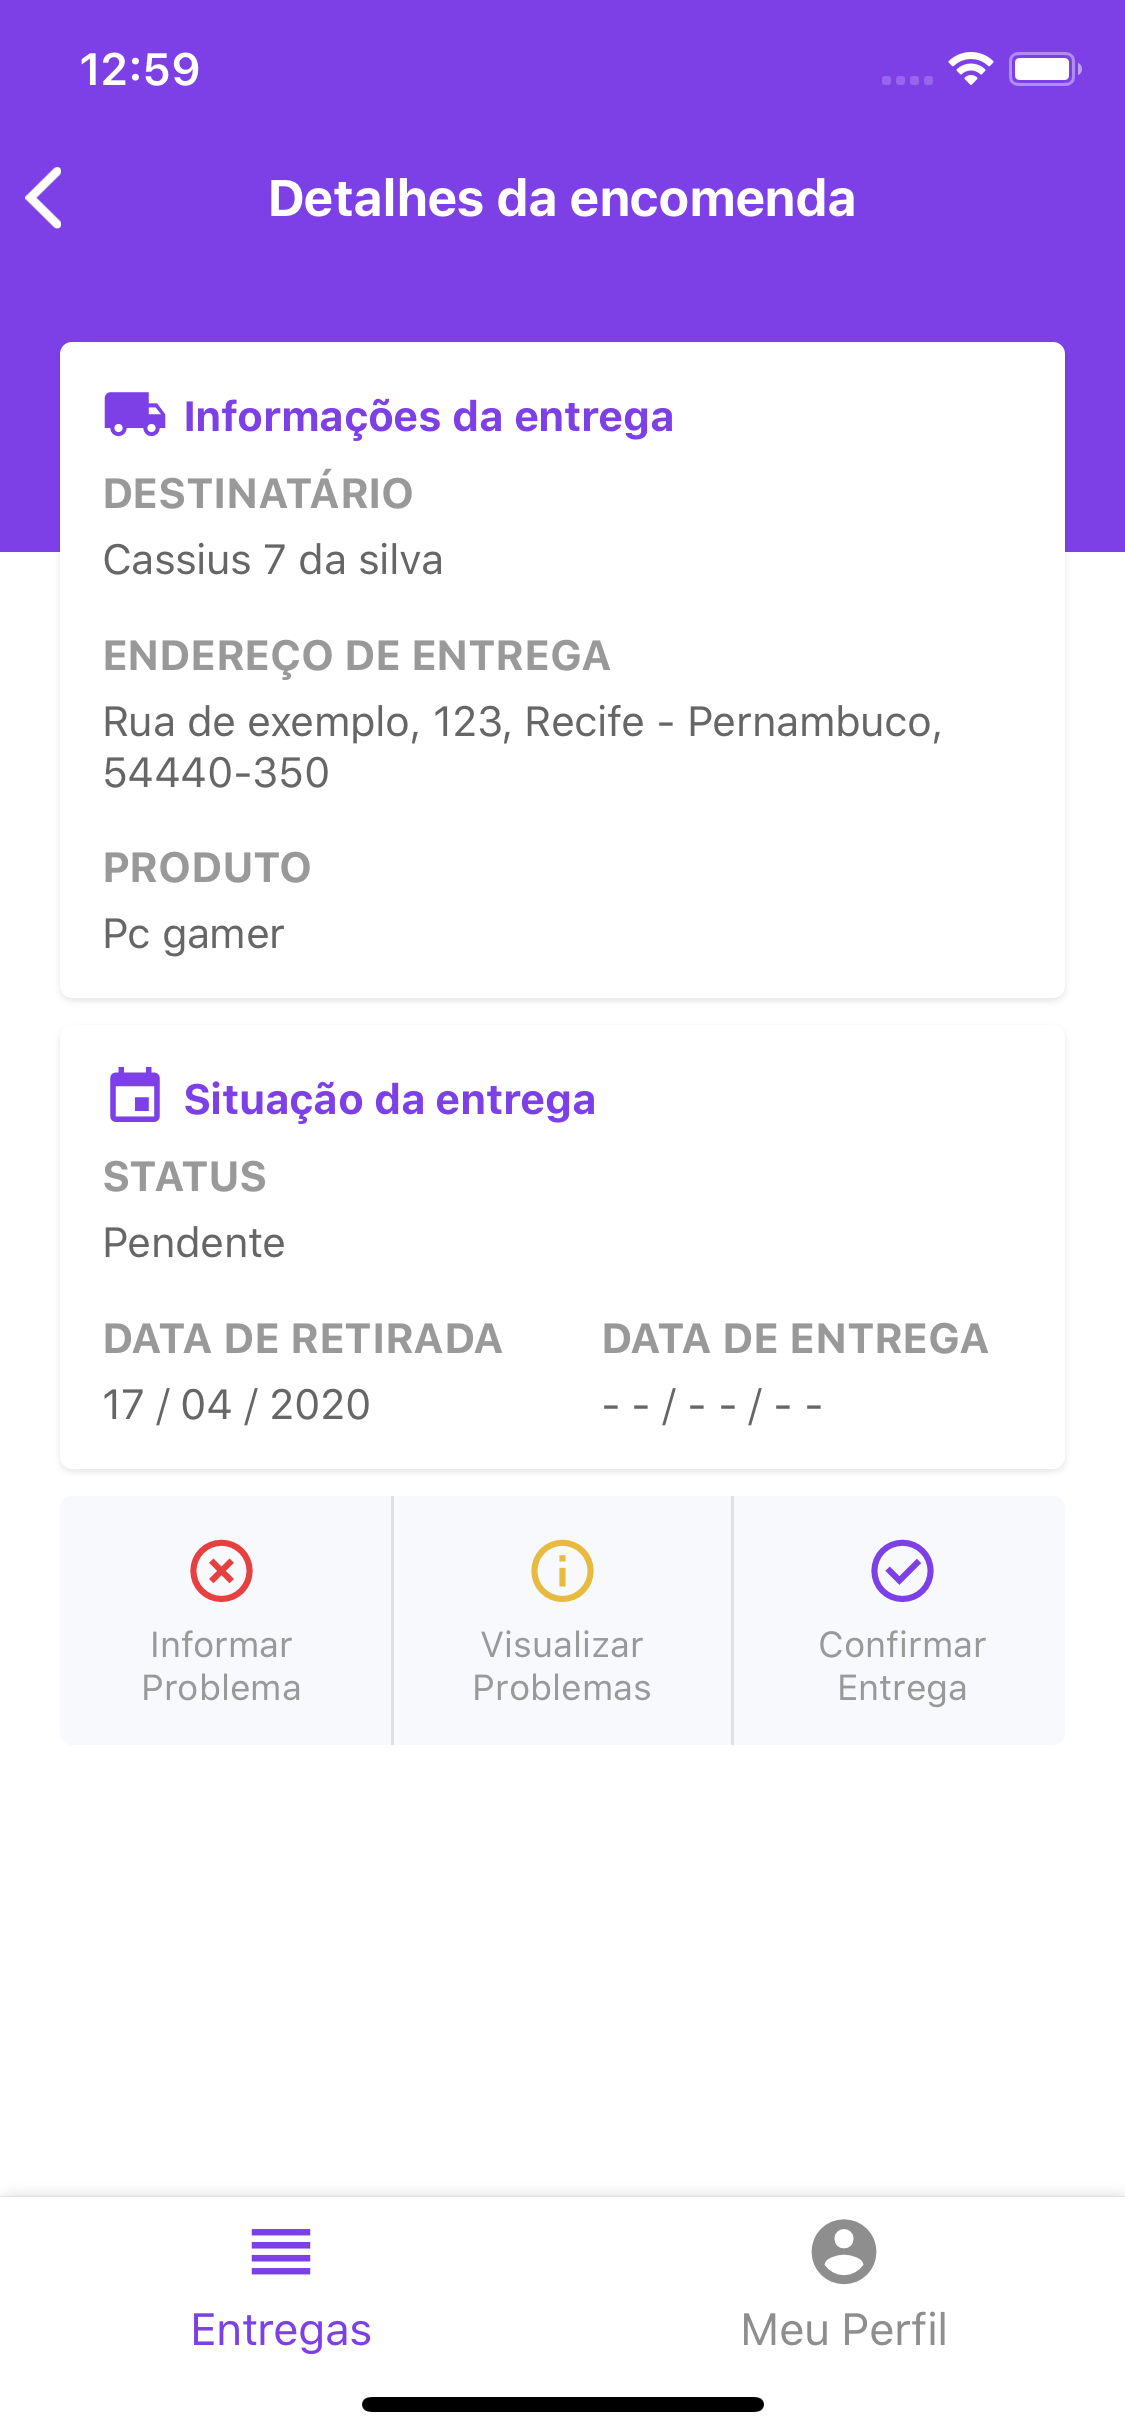 12:59
Detalhes da encomenda
Informações da entrega
DESTINATÁRIO
Cassius 7 da silva
ENDEREÇO DE ENTREGA
Rua de exemplo, 123, Recife - Pernambuco,
54440-350
PRODUTO
Pc gamer
Situação da entrega
STATUS
Pendente
DATA DE RETIRADA
17 / 04 / 2020
DATA DE ENTREGA
- - / - - / - -
Informar
Problema
Visualizar
Problemas
Confirmar
Entrega
Entregas
Meu Perfil